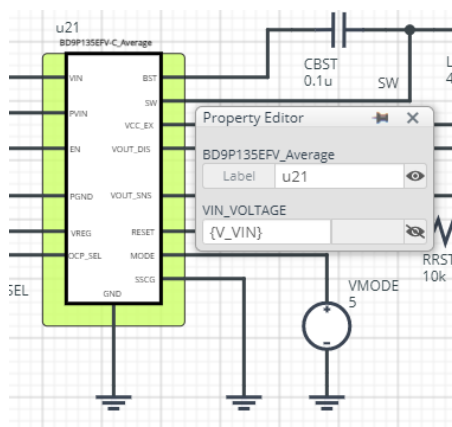 u21
BD9P135EFV-C_Average
VIN
PVIN
EN
PGND
VREG
OCP_SEL
BST
SW
VCC_EX
VOUT_DIS
VOUT_SNS
RESET
MODE
SSCG
GND
CBST
0.1u
SW
L
4
Property Editor
BD9P135EFV_Average
Label u21
VIN_VOLTAGE
{V_VIN}
RRST
10k
VMODE
5
SEL